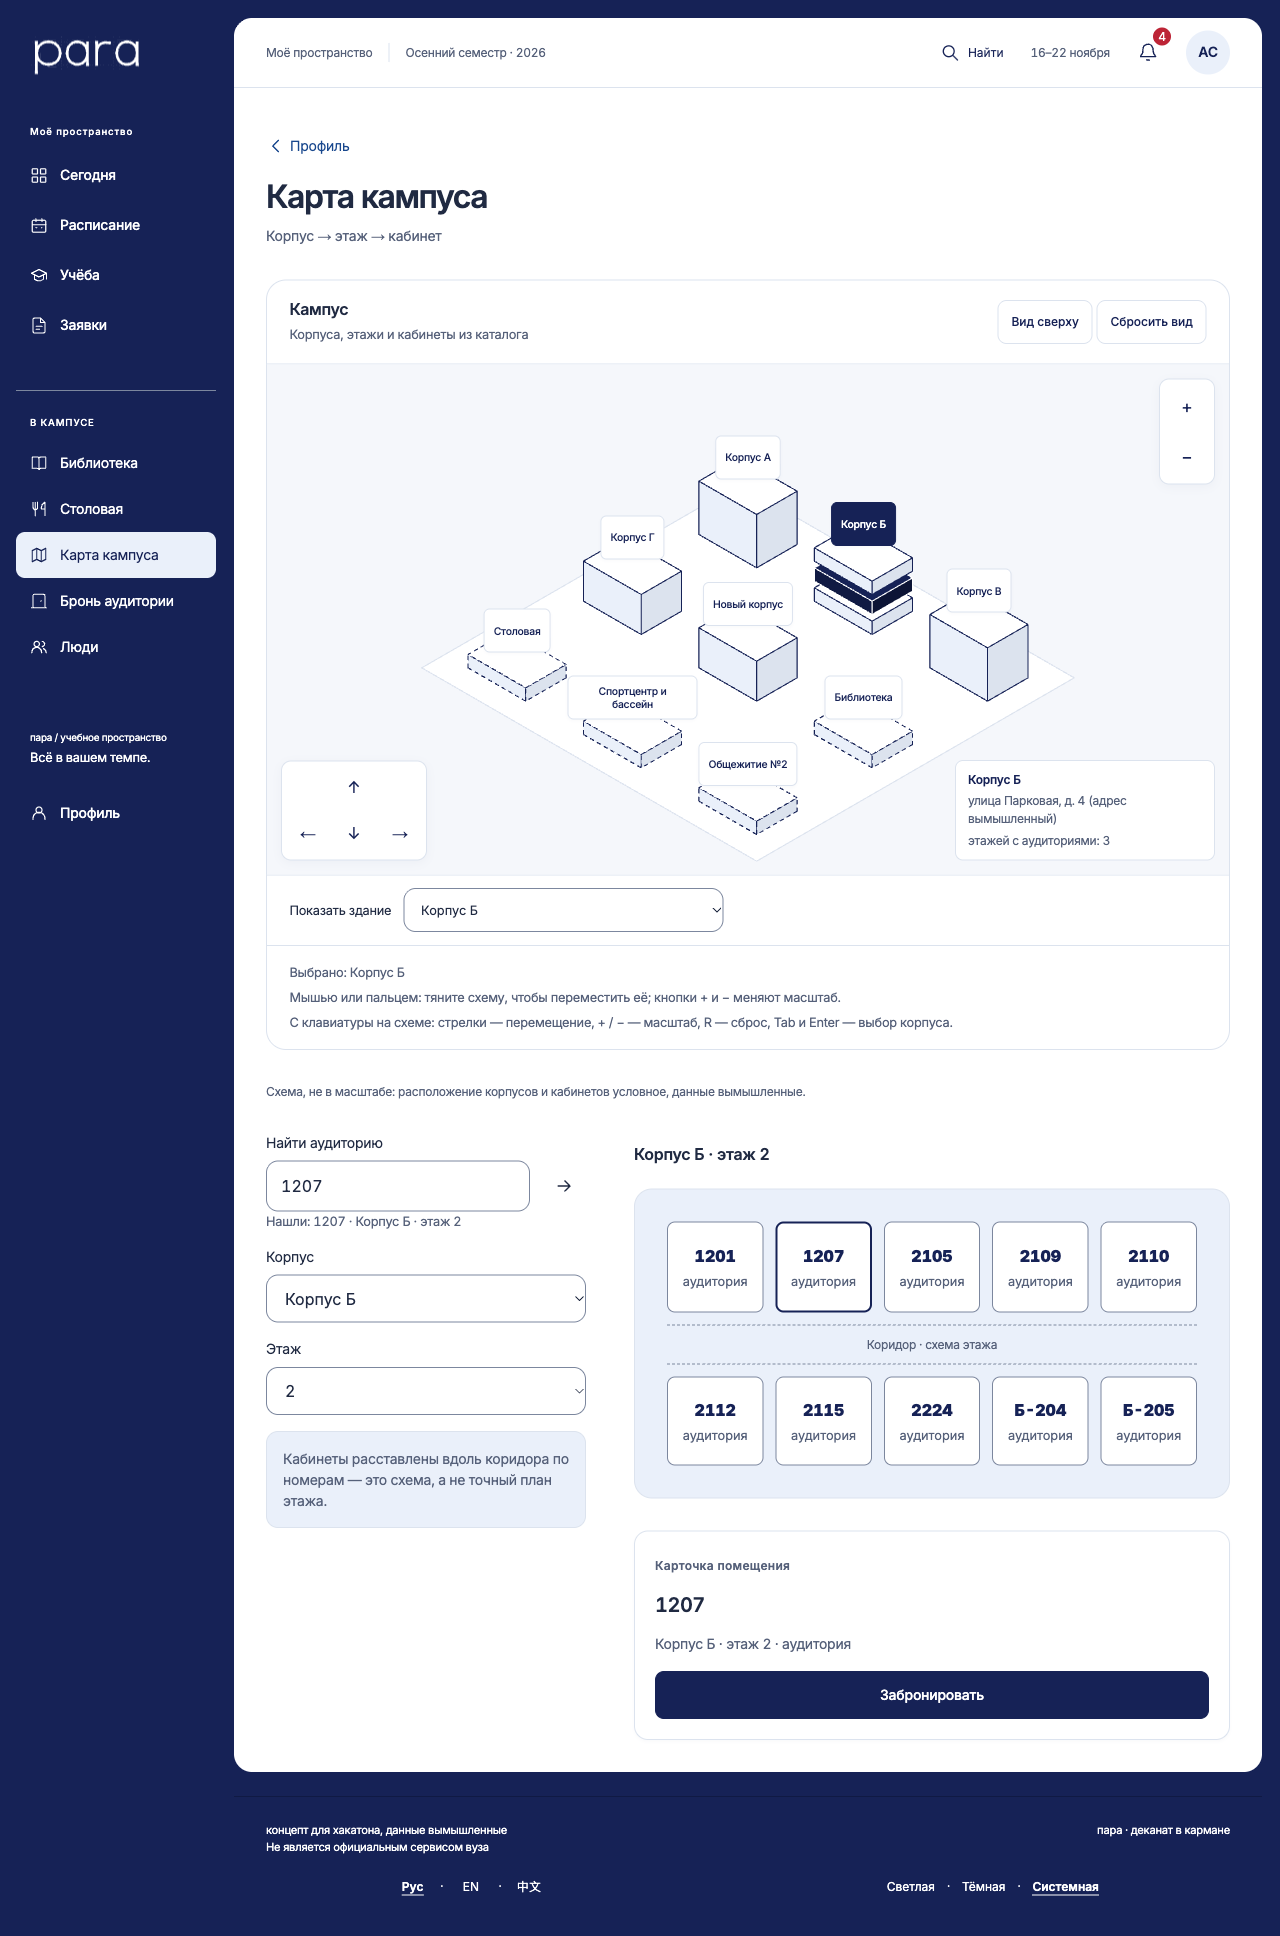 para
Моё пространство
Сегодня
Расписание
Учёба
Заявки
В КАМПУСЕ
Библиотека
Столовая
Карта кампуса
Бронь аудитории
Люди
пара / учебное пространство
Всё в вашем темпе.
Профиль
Моё пространство
Осенний семестр · 2026
Найти
16–22 ноября
4
АС
Профиль
Карта кампуса
Корпус → этаж → кабинет
Кампус
Корпуса, этажи и кабинеты из каталога
Вид сверху
Сбросить вид
+
−
Корпус А
Корпус Б
Корпус Г
Корпус В
Новый корпус
Столовая
Спортцентр и
бассейн
Библиотека
Общежитие №2
↑
← ↓ →
Корпус Б
улица Парковая, д. 4 (адрес
вымышленный)
этажей с аудиториями: 3
Показать здание
Корпус Б
Выбрано: Корпус Б
Мышью или пальцем: тяните схему, чтобы переместить её; кнопки + и − меняют масштаб.
С клавиатуры на схеме: стрелки — перемещение, + / − — масштаб, R — сброс, Tab и Enter — выбор корпуса.
Схема, не в масштабе: расположение корпусов и кабинетов условное, данные вымышленные.
Найти аудиторию
1207
→
Нашли: 1207 · Корпус Б · этаж 2
Корпус
Корпус Б
Этаж
2
Кабинеты расставлены вдоль коридора по
номерам — это схема, а не точный план
этажа.
Корпус Б · этаж 2
1201
аудитория
1207
аудитория
2105
аудитория
2109
аудитория
2110
аудитория
Коридор · схема этажа
2112
аудитория
2115
аудитория
2224
аудитория
Б-204
аудитория
Б-205
аудитория
Карточка помещения
1207
Корпус Б · этаж 2 · аудитория
Забронировать
концепт для хакатона, данные вымышленные
Не является официальным сервисом вуза
пара · деканат в кармане
Рус · EN · 中文
Светлая · Тёмная · Системная